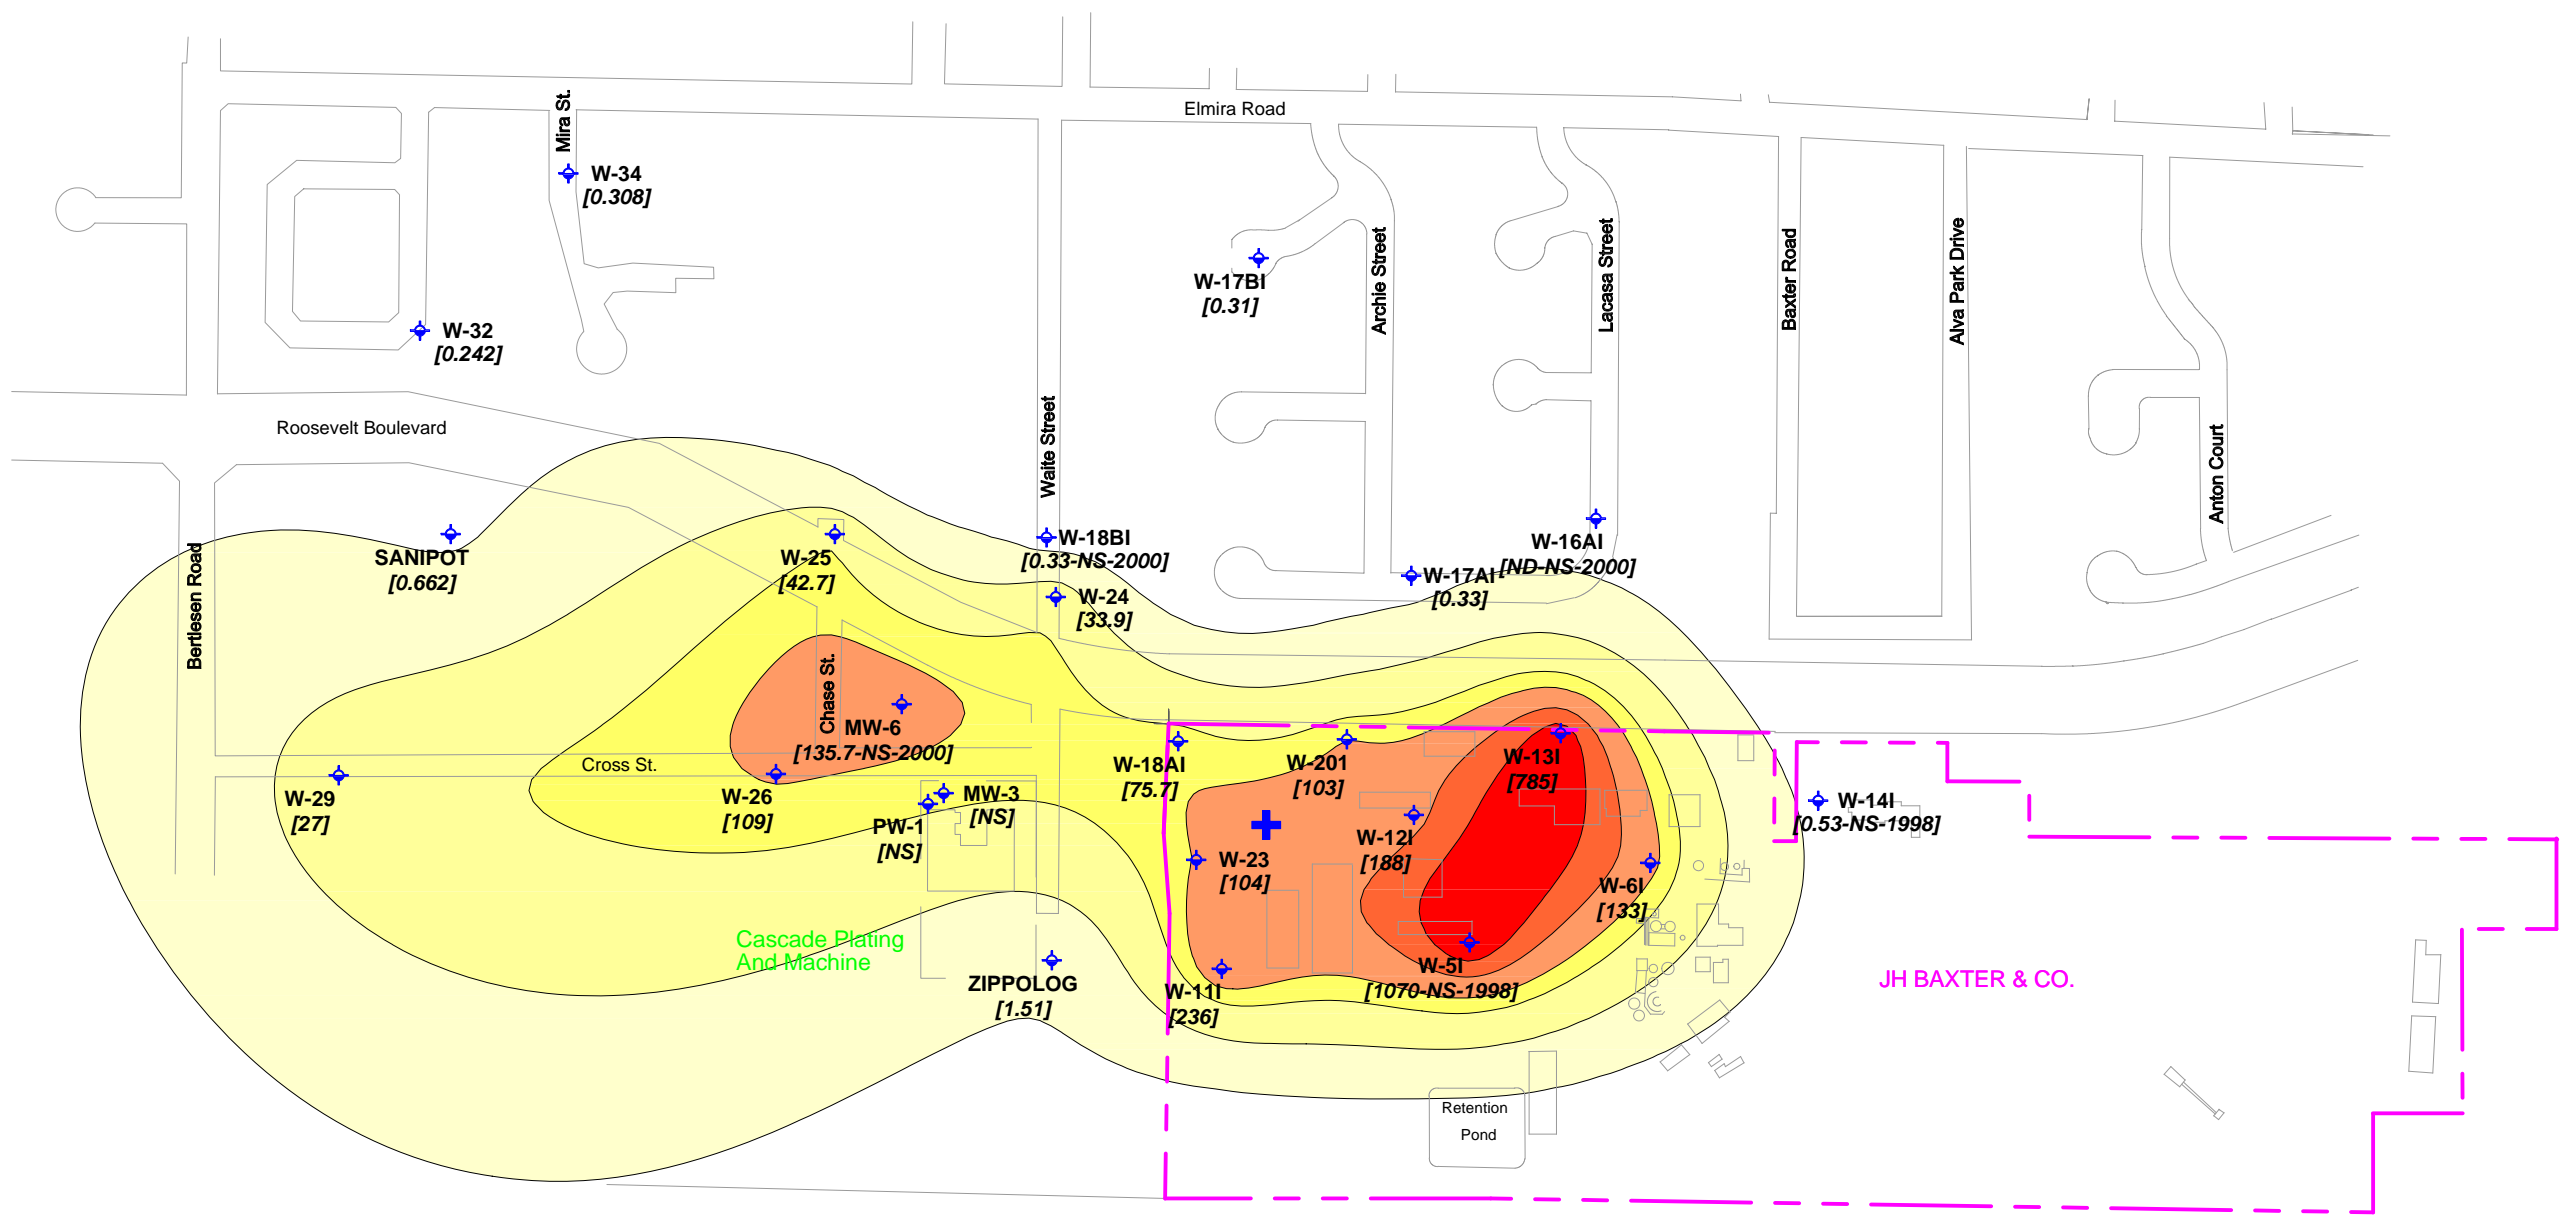 Elmira Road
Mira St.
W-34
[0.308]
W-17BI
[0.31]
Archie Street
Lacasa Street
Baxter Road
Alva Park Drive
W-32
[0.242]
Roosevelt Boulevard
Waite Street
Anton Court
SANIPOT
[0.662]
W-25
[42.7]
W-18BI
[0.33-NS-2000]
W-16AI
[ND-NS-2000]
W-17AI
[0.33]
W-24
[33.9]
Bertlesen Road
Chase St.
MW-6
[135.7-NS-2000]
Cross St.
W-18AI
[75.7]
W-201
[103]
W-13I
[785]
W-29
[27]
W-26
[109]
MW-3
[NS]
PW-1
[NS]
W-12I
[188]
W-14I
[0.53-NS-1998]
W-23
[104]
W-6I
[133]
Cascade Plating
And Machine
ZIPPOLOG
[1.51]
W-11I
[236]
W-5I
[1070-NS-1998]
JH BAXTER & CO.
Retention
Pond